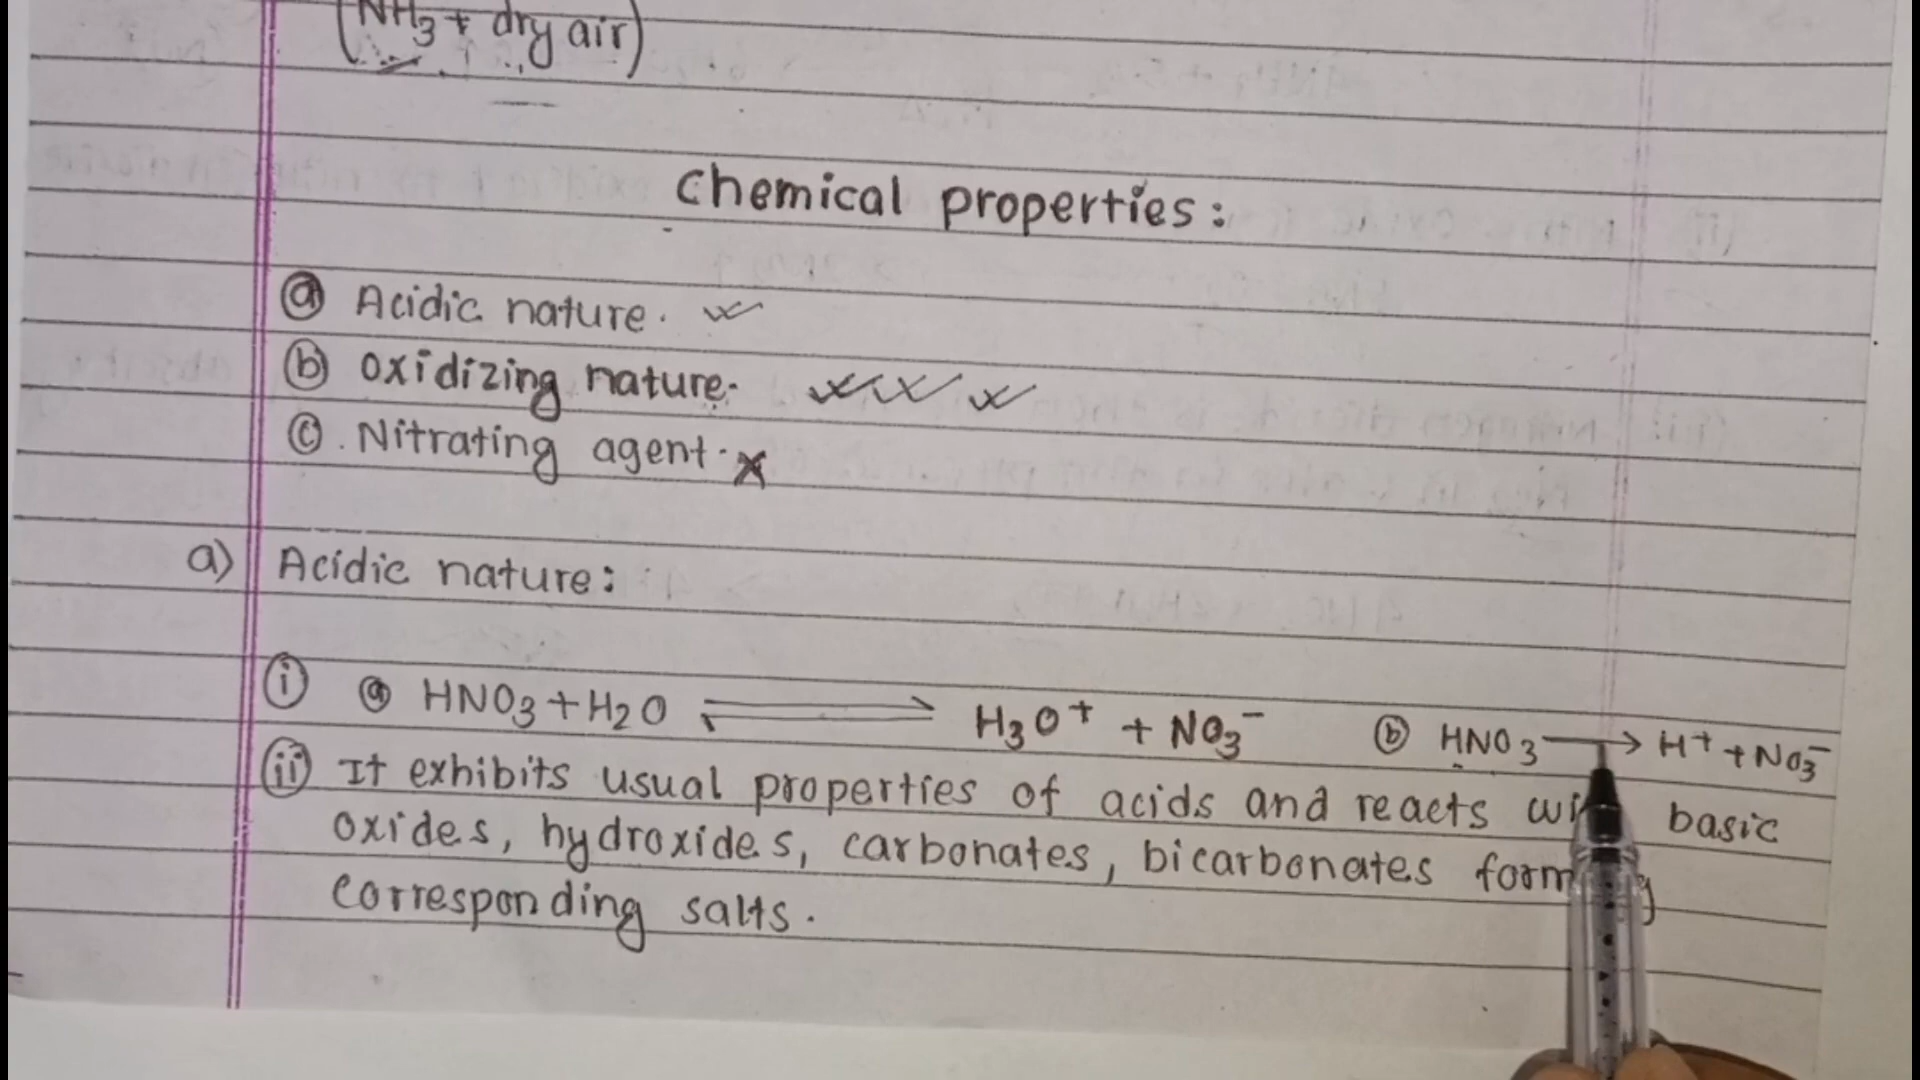 (NH3 + dry air)
Chemical properties:
ⓐ Acidic nature.
ⓑ Oxidizing nature.
ⓒ. Nitrating agent.
a) Acidic nature:
ⓘ ⓐ HNO3 + H2O ⇌ H3O+ + NO3- ⓑ HNO3 → H+ + NO3-
(ii) It exhibits usual properties of acids and reacts basic
oxides, hydroxides, carbonates, bicarbonates
corresponding salts.